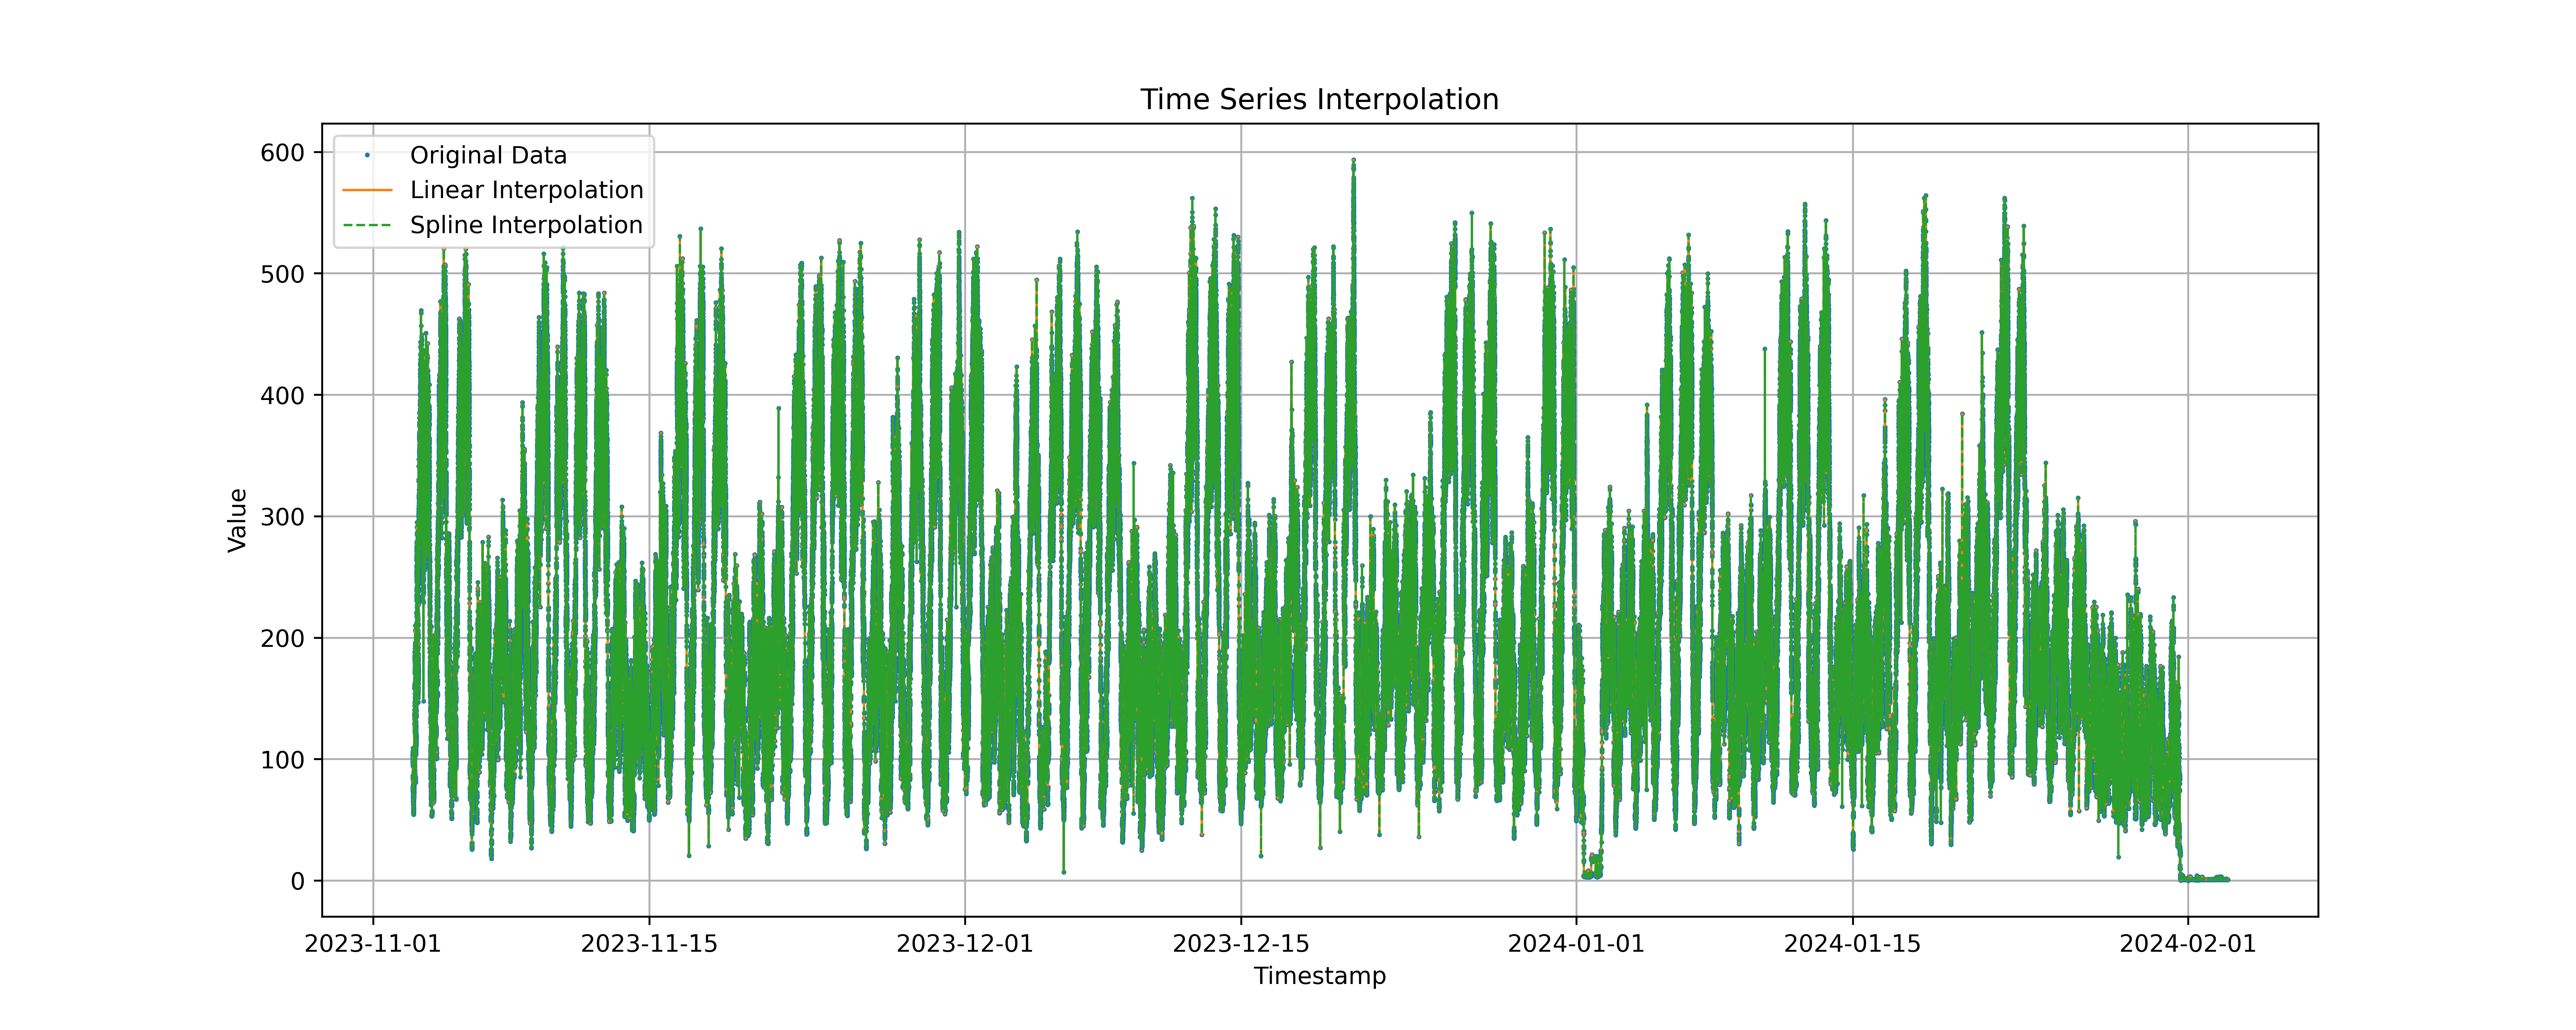 Time Series Interpolation
Original Data
Linear Interpolation
Spline Interpolation
600
500
400
300
200
100
0
Value
2023-11-01 2023-11-15 2023-12-01 2023-12-15 2024-01-01 2024-01-15 2024-02-01
Timestamp